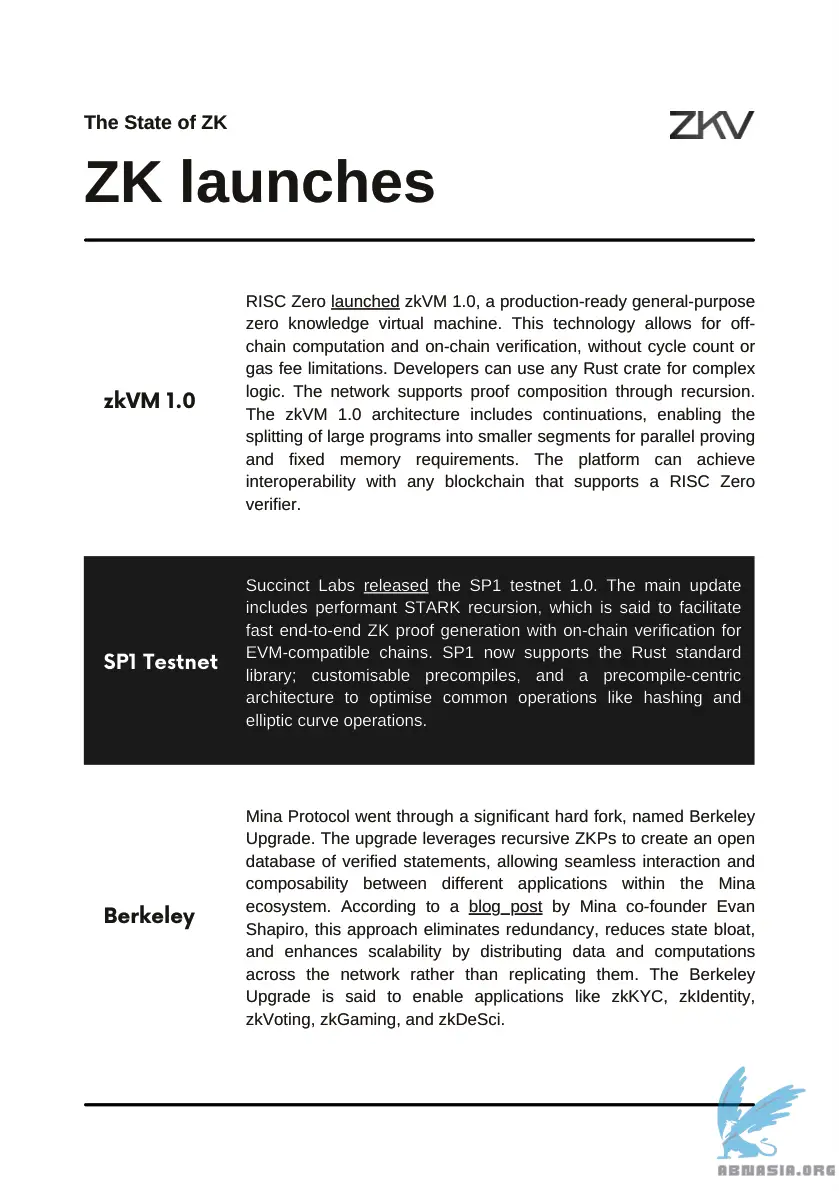 The State of ZK
ZKV
ZK launches
RISC Zero launched zkVM 1.0, a production-ready general-purpose
zero knowledge virtual machine. This technology allows for off-
chain computation and on-chain verification, without cycle count or
gas fee limitations. Developers can use any Rust crate for complex
logic. The network supports proof composition through recursion.
zkVM 1.0
The zkVM 1.0 architecture includes continuations, enabling the
splitting of large programs into smaller segments for parallel proving
and fixed memory requirements. The platform can achieve
interoperability with any blockchain that supports a RISC Zero
verifier.
Succinct Labs released the SP1 testnet 1.0. The main update
includes performant STARK recursion, which is said to facilitate
fast end-to-end ZK proof generation with on-chain verification for
SP1 Testnet
EVM-compatible chains. SP1 now supports the Rust standard
library; customisable precompiles, and a precompile-centric
architecture to optimise common operations like hashing and
elliptic curve operations.
Mina Protocol went through a significant hard fork, named Berkeley
Upgrade. The upgrade leverages recursive ZKPs to create an open
database of verified statements, allowing seamless interaction and
composability between different applications within the Mina
ecosystem. According to a blog post by Mina co-founder Evan
Berkeley
Shapiro, this approach eliminates redundancy, reduces state bloat,
and enhances scalability by distributing data and computations
across the network rather than replicating them. The Berkeley
Upgrade is said to enable applications like zkKYC, zkIdentity,
zkVoting, zkGaming, and zkDeSci.
ABNASIA.ORG